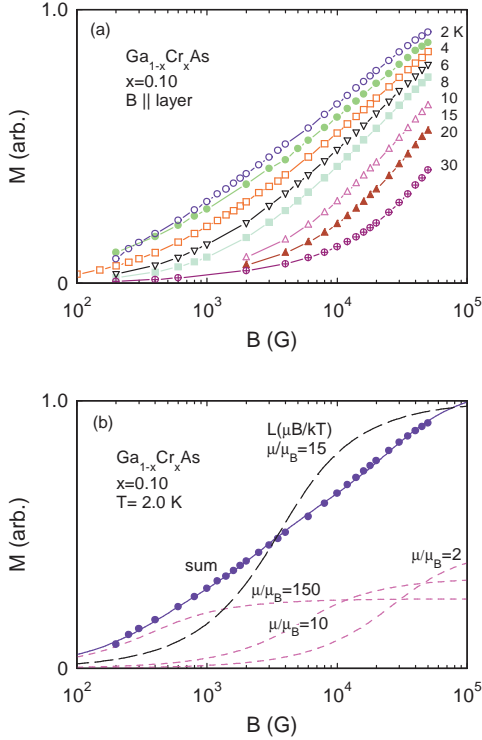 1.0
(a)
Ga1-xCrxAs
x=0.10
B || layer
2 K
4
6
8
10
15
20
30
M (arb.)
0
10^2
10^3
10^4
10^5
B (G)
1.0
(b)
L(μB/kT)
μ/μB=15
Ga1-xCrxAs
x=0.10
T= 2.0 K
M (arb.)
sum
μ/μB=2
μ/μB=150
μ/μB=10
0
10^2
10^3
10^4
10^5
B (G)